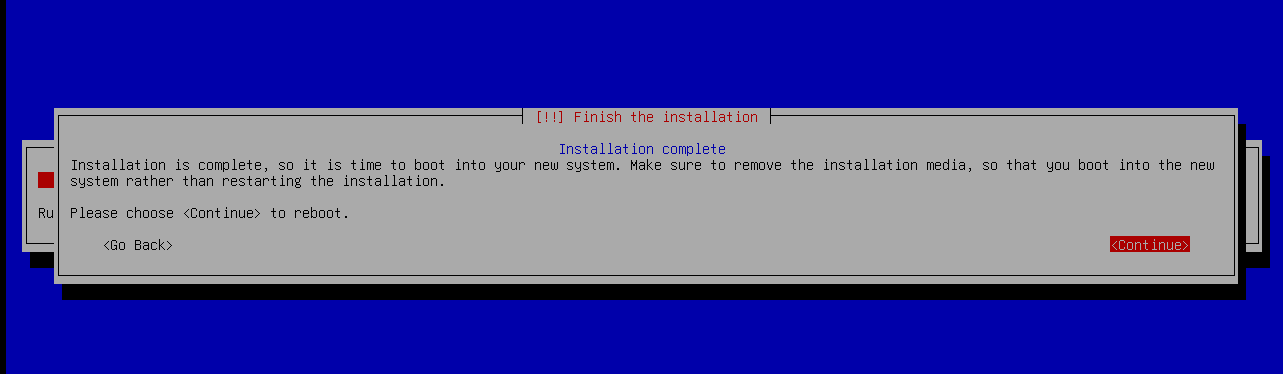 [!!] Finish the installation
Installation complete
Installation is complete, so it is time to boot into your new system. Make sure to remove the installation media, so that you boot into the new
system rather than restarting the installation.
Ru
Please choose <Continue> to reboot.
<Go Back>
<Continue>